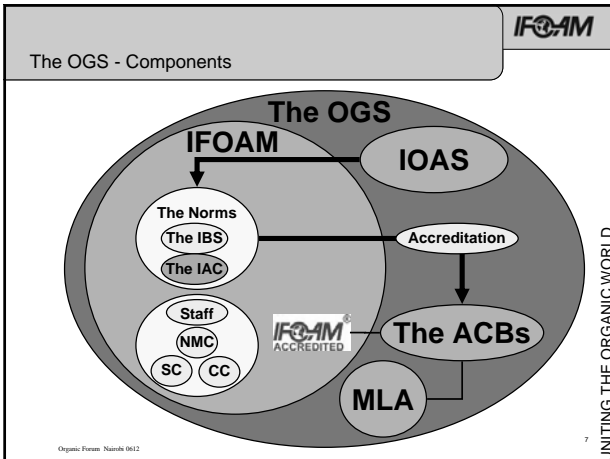 IFOAM
The OGS - Components
The OGS
IFOAM
IOAS
The Norms
The IBS
The IAC
Accreditation
Staff
NMC
SC CC
IFOAM ®
ACCREDITED
The ACBs
MLA
Organic Forum Nairobi 0612
7
UNITING THE ORGANIC WORLD